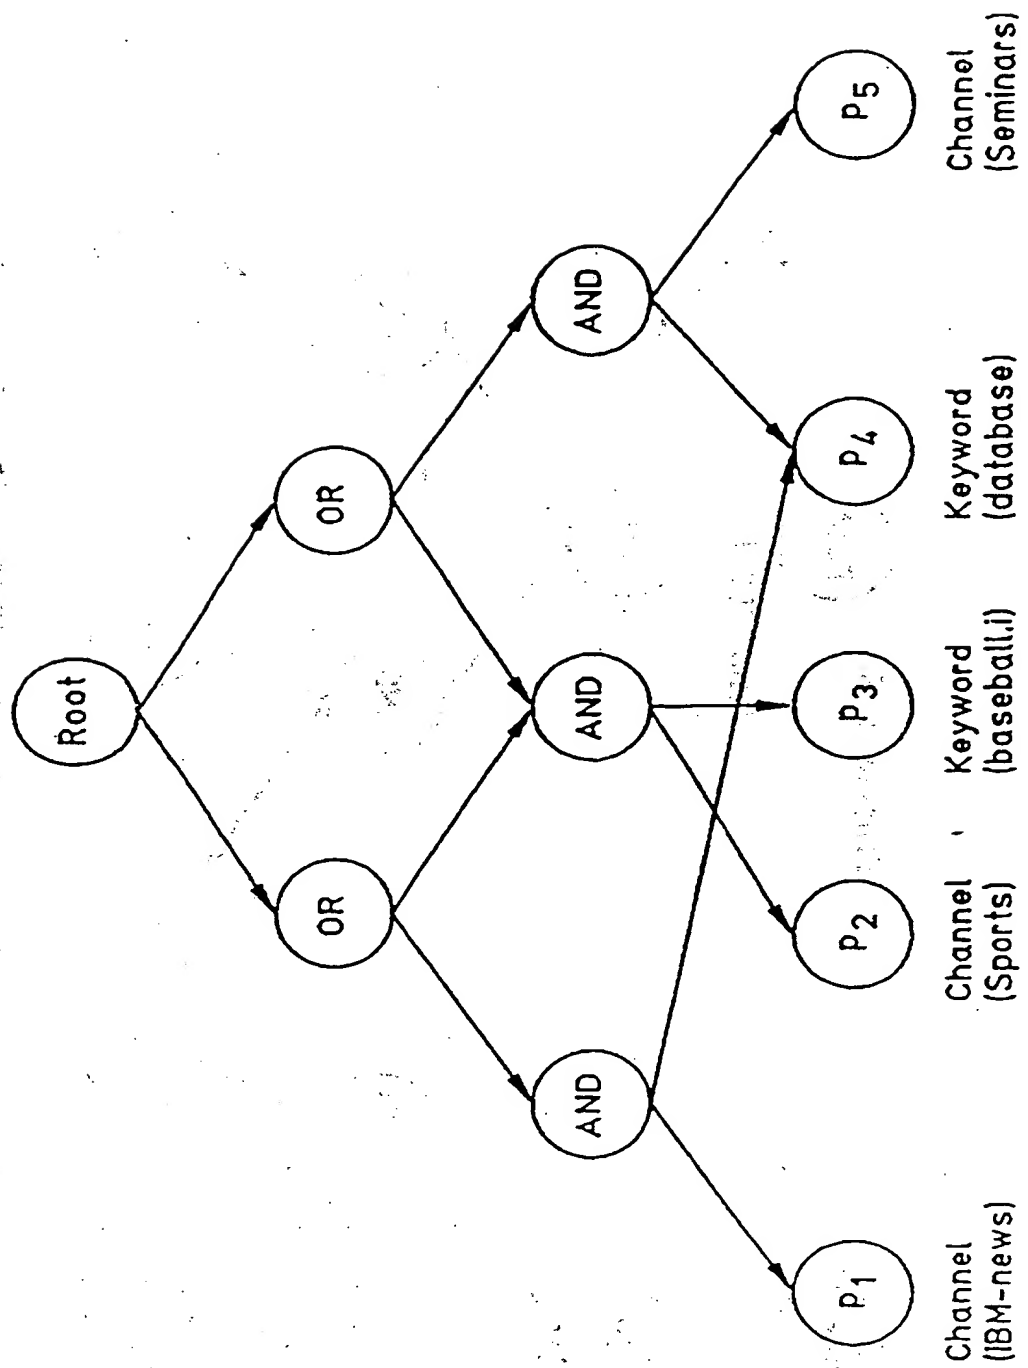 Root
OR
OR
AND
AND
AND
P1
P2
P3
P4
P5
Channel
(IBM-news)
Channel
(Sports)
Keyword
(baseball.i)
Keyword
(database)
Channel
(Seminars)